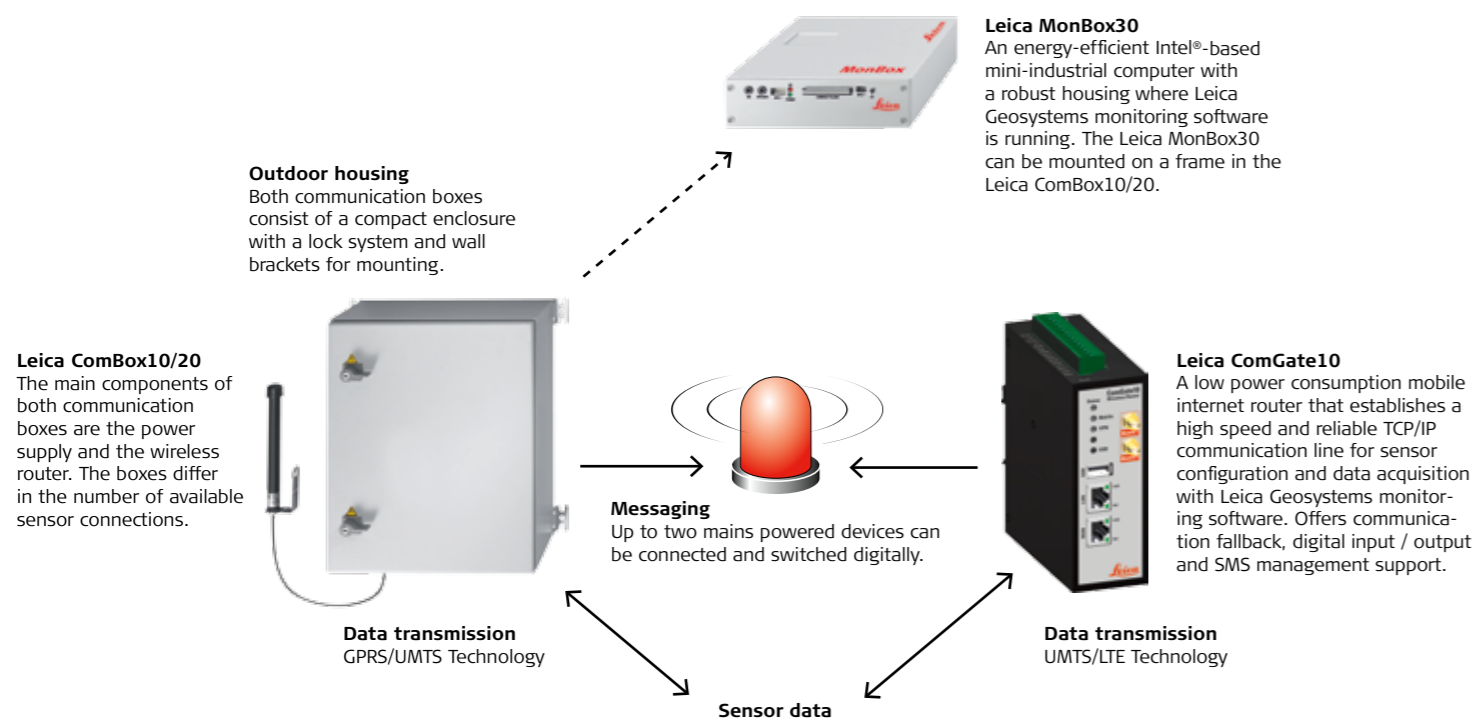 Leica MonBox30
An energy-efficient Intel®-based
mini-industrial computer with
a robust housing where Leica
Geosystems monitoring software
is running. The Leica MonBox30
can be mounted on a frame in the
Leica ComBox10/20.
MonBox
Leica
Leica
Outdoor housing
Both communication boxes
consist of a compact enclosure
with a lock system and wall
brackets for mounting.
Leica ComBox10/20
The main components of
both communication
boxes are the power
supply and the wireless
router. The boxes differ
in the number of available
sensor connections.
Messaging
Up to two mains powered devices can
be connected and switched digitally.
ComGate10
Leica
Leica ComGate10
A low power consumption mobile
internet router that establishes a
high speed and reliable TCP/IP
communication line for sensor
configuration and data acquisition
with Leica Geosystems monitor-
ing software. Offers communica-
tion fallback, digital input / output
and SMS management support.
Data transmission
GPRS/UMTS Technology
Data transmission
UMTS/LTE Technology
Sensor data